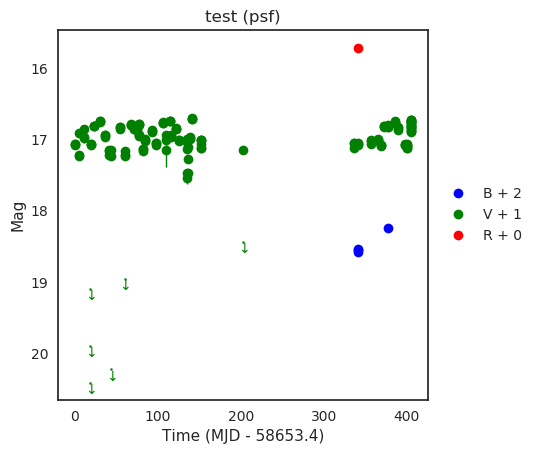 test (psf)
16
17
18
19
20
Mag
0
100
200
300
400
Time (MJD - 58653.4)
B + 2
V + 1
R + 0